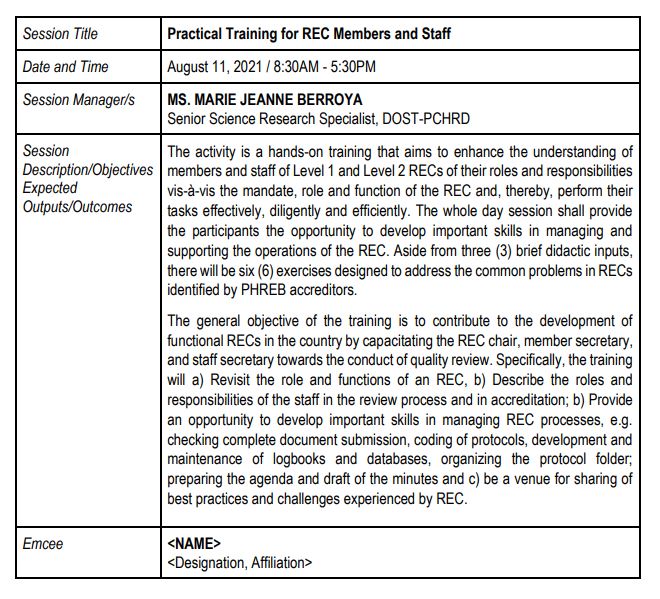 Session Title
Practical Training for REC Members and Staff
Date and Time
August 11, 2021 / 8:30AM - 5:30PM
Session Manager/s
MS. MARIE JEANNE BERROYA
Senior Science Research Specialist, DOST-PCHRD
Session
Description/Objectives
Expected
Outputs/Outcomes
The activity is a hands-on training that aims to enhance the understanding of
members and staff of Level 1 and Level 2 RECs of their roles and responsibilities
vis-à-vis the mandate, role and function of the REC and, thereby, perform their
tasks effectively, diligently and efficiently. The whole day session shall provide
the participants the opportunity to develop important skills in managing and
supporting the operations of the REC. Aside from three (3) brief didactic inputs,
there will be six (6) exercises designed to address the common problems in RECs
identified by PHREB accreditors.
The general objective of the training is to contribute to the development of
functional RECs in the country by capacitating the REC chair, member secretary,
and staff secretary towards the conduct of quality review. Specifically, the training
will a) Revisit the role and functions of an REC, b) Describe the roles and
responsibilities of the staff in the review process and in accreditation; b) Provide
an opportunity to develop important skills in managing REC processes, e.g.
checking complete document submission, coding of protocols, development and
maintenance of logbooks and databases, organizing the protocol folder;
preparing the agenda and draft of the minutes and c) be a venue for sharing of
best practices and challenges experienced by REC.
Emcee
<NAME>
<Designation, Affiliation>